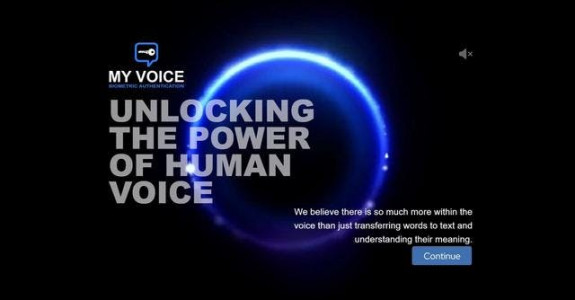 MY VOICE
BIOMETRIC AUTHENTICATION
UNLOCKING
THE POWER
OF HUMAN
VOICE
We believe there is so much more within the
voice than just transferring words to text and
understanding their meaning.
Continue